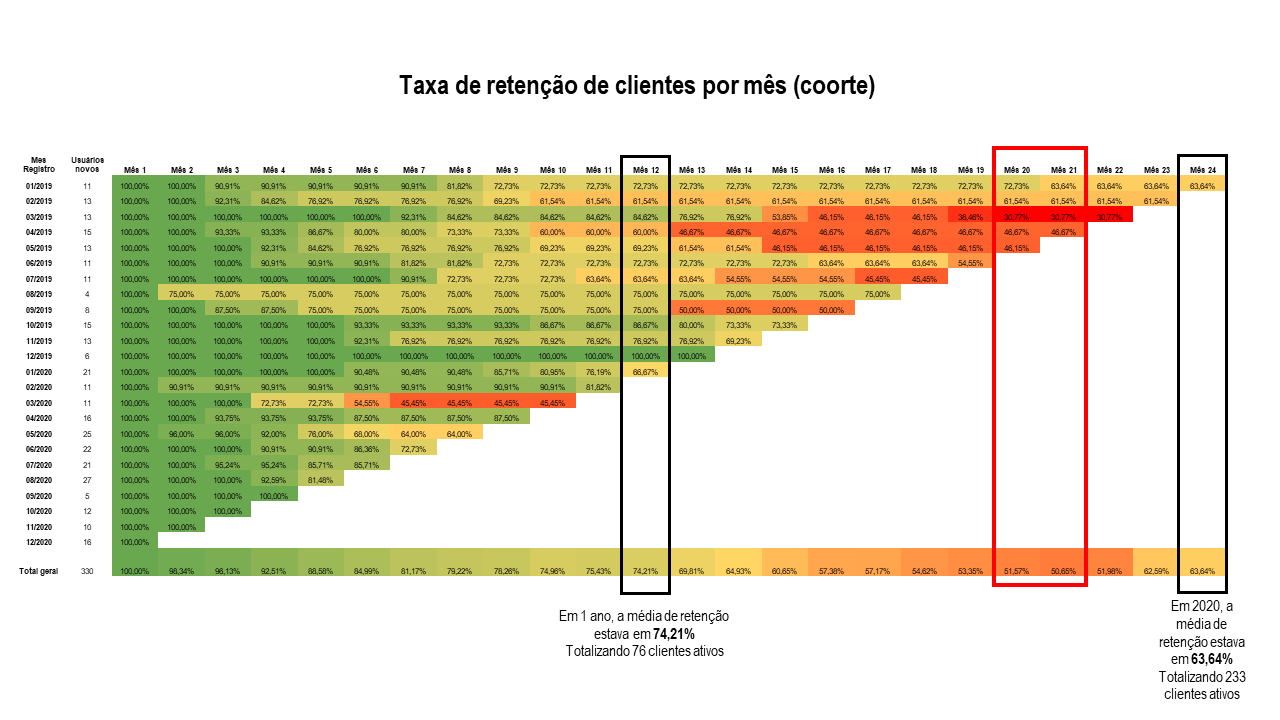 Taxa de retenção de clientes por mês (coorte)
Mes Registro Usuários novos Mês 1 Mês 2 Mês 3 Mês 4 Mês 5 Mês 6 Mês 7 Mês 8 Mês 9 Mês 10 Mês 11 Mês 12 Mês 13 Mês 14 Mês 15 Mês 16 Mês 17 Mês 18 Mês 19 Mês 20 Mês 21 Mês 22 Mês 23 Mês 24
01/2019 11 100,00% 100,00% 90,91% 90,91% 90,91% 90,91% 90,91% 81,82% 72,73% 72,73% 72,73% 72,73% 72,73% 72,73% 72,73% 72,73% 72,73% 72,73% 72,73% 72,73% 63,64% 63,64% 63,64% 63,64%
02/2019 13 100,00% 100,00% 92,31% 84,62% 76,92% 76,92% 76,92% 76,92% 69,23% 61,54% 61,54% 61,54% 61,54% 61,54% 61,54% 61,54% 61,54% 61,54% 61,54% 61,54% 61,54% 61,54% 61,54%
03/2019 13 100,00% 100,00% 100,00% 100,00% 100,00% 100,00% 92,31% 84,62% 84,62% 84,62% 84,62% 84,62% 76,92% 76,92% 53,85% 46,15% 46,15% 46,15% 38,46% 30,77% 30,77% 30,77%
04/2019 15 100,00% 100,00% 93,33% 93,33% 86,67% 80,00% 80,00% 73,33% 73,33% 60,00% 60,00% 60,00% 46,67% 46,67% 46,67% 46,67% 46,67% 46,67% 46,67% 46,67% 46,67%
05/2019 13 100,00% 100,00% 100,00% 92,31% 84,62% 76,92% 76,92% 76,92% 76,92% 69,23% 69,23% 69,23% 61,54% 61,54% 46,15% 46,15% 46,15% 46,15% 46,15% 46,15%
06/2019 11 100,00% 100,00% 100,00% 90,91% 90,91% 90,91% 81,82% 81,82% 72,73% 72,73% 72,73% 72,73% 72,73% 72,73% 72,73% 63,64% 63,64% 63,64% 54,55%
07/2019 11 100,00% 100,00% 100,00% 100,00% 100,00% 100,00% 90,91% 72,73% 72,73% 72,73% 63,64% 63,64% 63,64% 54,55% 54,55% 54,55% 45,45% 45,45%
08/2019 4 100,00% 75,00% 75,00% 75,00% 75,00% 75,00% 75,00% 75,00% 75,00% 75,00% 75,00% 75,00% 75,00% 75,00% 75,00% 75,00% 75,00%
09/2019 8 100,00% 100,00% 87,50% 87,50% 75,00% 75,00% 75,00% 75,00% 75,00% 75,00% 75,00% 75,00% 50,00% 50,00% 50,00% 50,00%
10/2019 15 100,00% 100,00% 100,00% 100,00% 100,00% 93,33% 93,33% 93,33% 93,33% 86,67% 86,67% 86,67% 80,00% 73,33% 73,33%
11/2019 13 100,00% 100,00% 100,00% 100,00% 100,00% 92,31% 76,92% 76,92% 76,92% 76,92% 76,92% 76,92% 76,92% 69,23%
12/2019 6 100,00% 100,00% 100,00% 100,00% 100,00% 100,00% 100,00% 100,00% 100,00% 100,00% 100,00% 100,00% 100,00%
01/2020 21 100,00% 100,00% 100,00% 100,00% 100,00% 90,48% 90,48% 90,48% 85,71% 80,95% 76,19% 66,67%
02/2020 11 100,00% 90,91% 90,91% 90,91% 90,91% 90,91% 90,91% 90,91% 90,91% 90,91% 81,82%
03/2020 11 100,00% 100,00% 100,00% 72,73% 72,73% 54,55% 45,45% 45,45% 45,45% 45,45%
04/2020 16 100,00% 100,00% 93,75% 93,75% 93,75% 87,50% 87,50% 87,50% 87,50%
05/2020 25 100,00% 96,00% 96,00% 92,00% 76,00% 68,00% 64,00% 64,00%
06/2020 22 100,00% 100,00% 100,00% 90,91% 90,91% 86,36% 72,73%
07/2020 21 100,00% 100,00% 95,24% 95,24% 85,71% 85,71%
08/2020 27 100,00% 100,00% 100,00% 92,59% 81,48%
09/2020 5 100,00% 100,00% 100,00% 100,00%
10/2020 12 100,00% 100,00% 100,00%
11/2020 10 100,00% 100,00%
12/2020 16 100,00%
Total geral 330 100,00% 98,34% 96,13% 92,51% 88,58% 84,99% 81,17% 79,22% 78,26% 74,96% 75,43% 74,21% 69,81% 64,93% 60,65% 57,38% 57,17% 54,62% 53,35% 51,57% 50,65% 51,98% 62,59% 63,64%
Em 1 ano, a média de retenção
estava em 74,21%
Totalizando 76 clientes ativos
Em 2020, a
média de
retenção estava
em 63,64%
Totalizando 233
clientes ativos